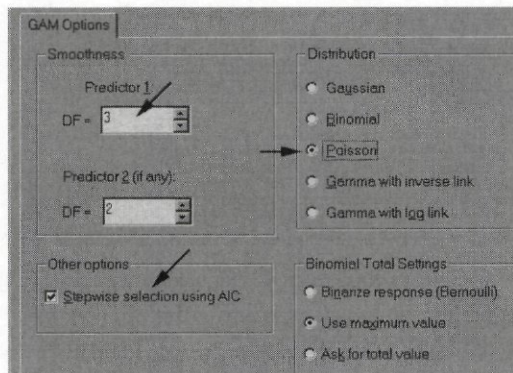 GAM Options
Smoothness
Predictor 1:
DF = 3
Predictor 2 (if any):
DF = 2
Other options
Stepwise selection using AIC
Distribution
Gaussian
Binomial
Poisson
Gamma with inverse link
Gamma with log link
Binomial Total Settings
Binarize response (Bernoulli)
Use maximum value
Ask for total value